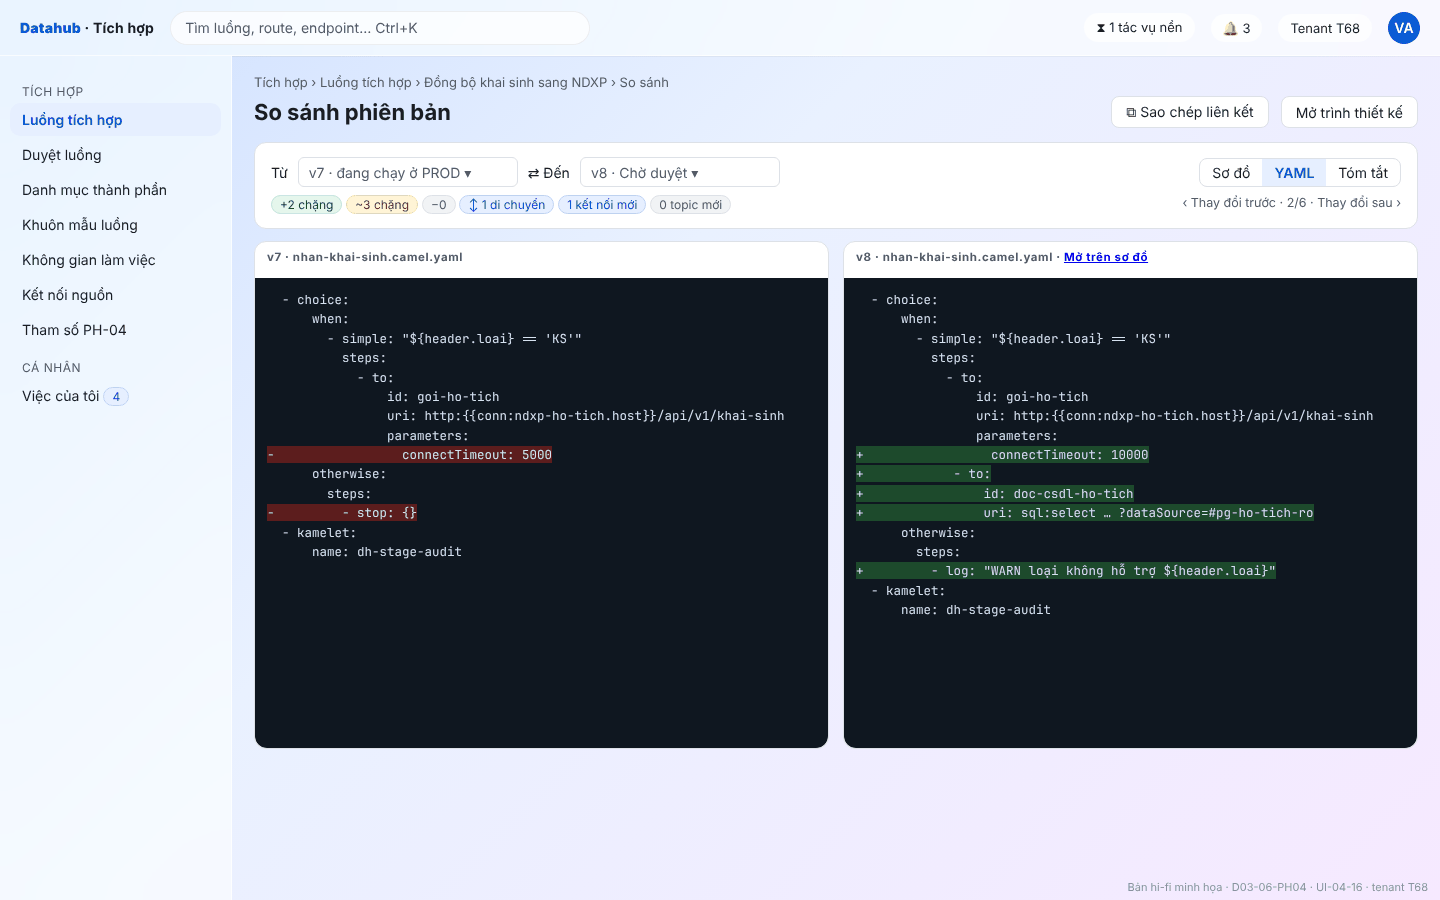 Datahub · Tích hợp
Tìm luồng, route, endpoint... Ctrl+K
⧗ 1 tác vụ nền
🔔 3
Tenant T68
VA
TÍCH HỢP
Luồng tích hợp
Duyệt luồng
Danh mục thành phần
Khuôn mẫu luồng
Không gian làm việc
Kết nối nguồn
Tham số PH-04
CÁ NHÂN
Việc của tôi 4
Tích hợp › Luồng tích hợp › Đồng bộ khai sinh sang NDXP › So sánh
So sánh phiên bản
⧉ Sao chép liên kết
Mở trình thiết kế
Từ v7 · đang chạy ở PROD ▾ ⇄ Đến v8 · Chờ duyệt ▾
Sơ đồ YAML Tóm tắt
+2 chặng ~3 chặng −0 ↕ 1 di chuyển 1 kết nối mới 0 topic mới
‹ Thay đổi trước · 2/6 · Thay đổi sau ›
v7 · nhan-khai-sinh.camel.yaml
- choice:
when:
- simple: "${header.loai} == 'KS'"
steps:
- to:
id: goi-ho-tich
uri: http:{{conn:ndxp-ho-tich.host}}/api/v1/khai-sinh
parameters:
- connectTimeout: 5000
otherwise:
steps:
- - stop: {}
- kamelet:
name: dh-stage-audit
v8 · nhan-khai-sinh.camel.yaml · Mở trên sơ đồ
- choice:
when:
- simple: "${header.loai} == 'KS'"
steps:
- to:
id: goi-ho-tich
uri: http:{{conn:ndxp-ho-tich.host}}/api/v1/khai-sinh
parameters:
+ connectTimeout: 10000
+ - to:
+ id: doc-csdl-ho-tich
+ uri: sql:select … ?dataSource=#pg-ho-tich-ro
otherwise:
steps:
+ - log: "WARN loại không hỗ trợ ${header.loai}"
- kamelet:
name: dh-stage-audit
Bản hi-fi minh họa · D03-06-PH04 · UI-04-16 · tenant T68